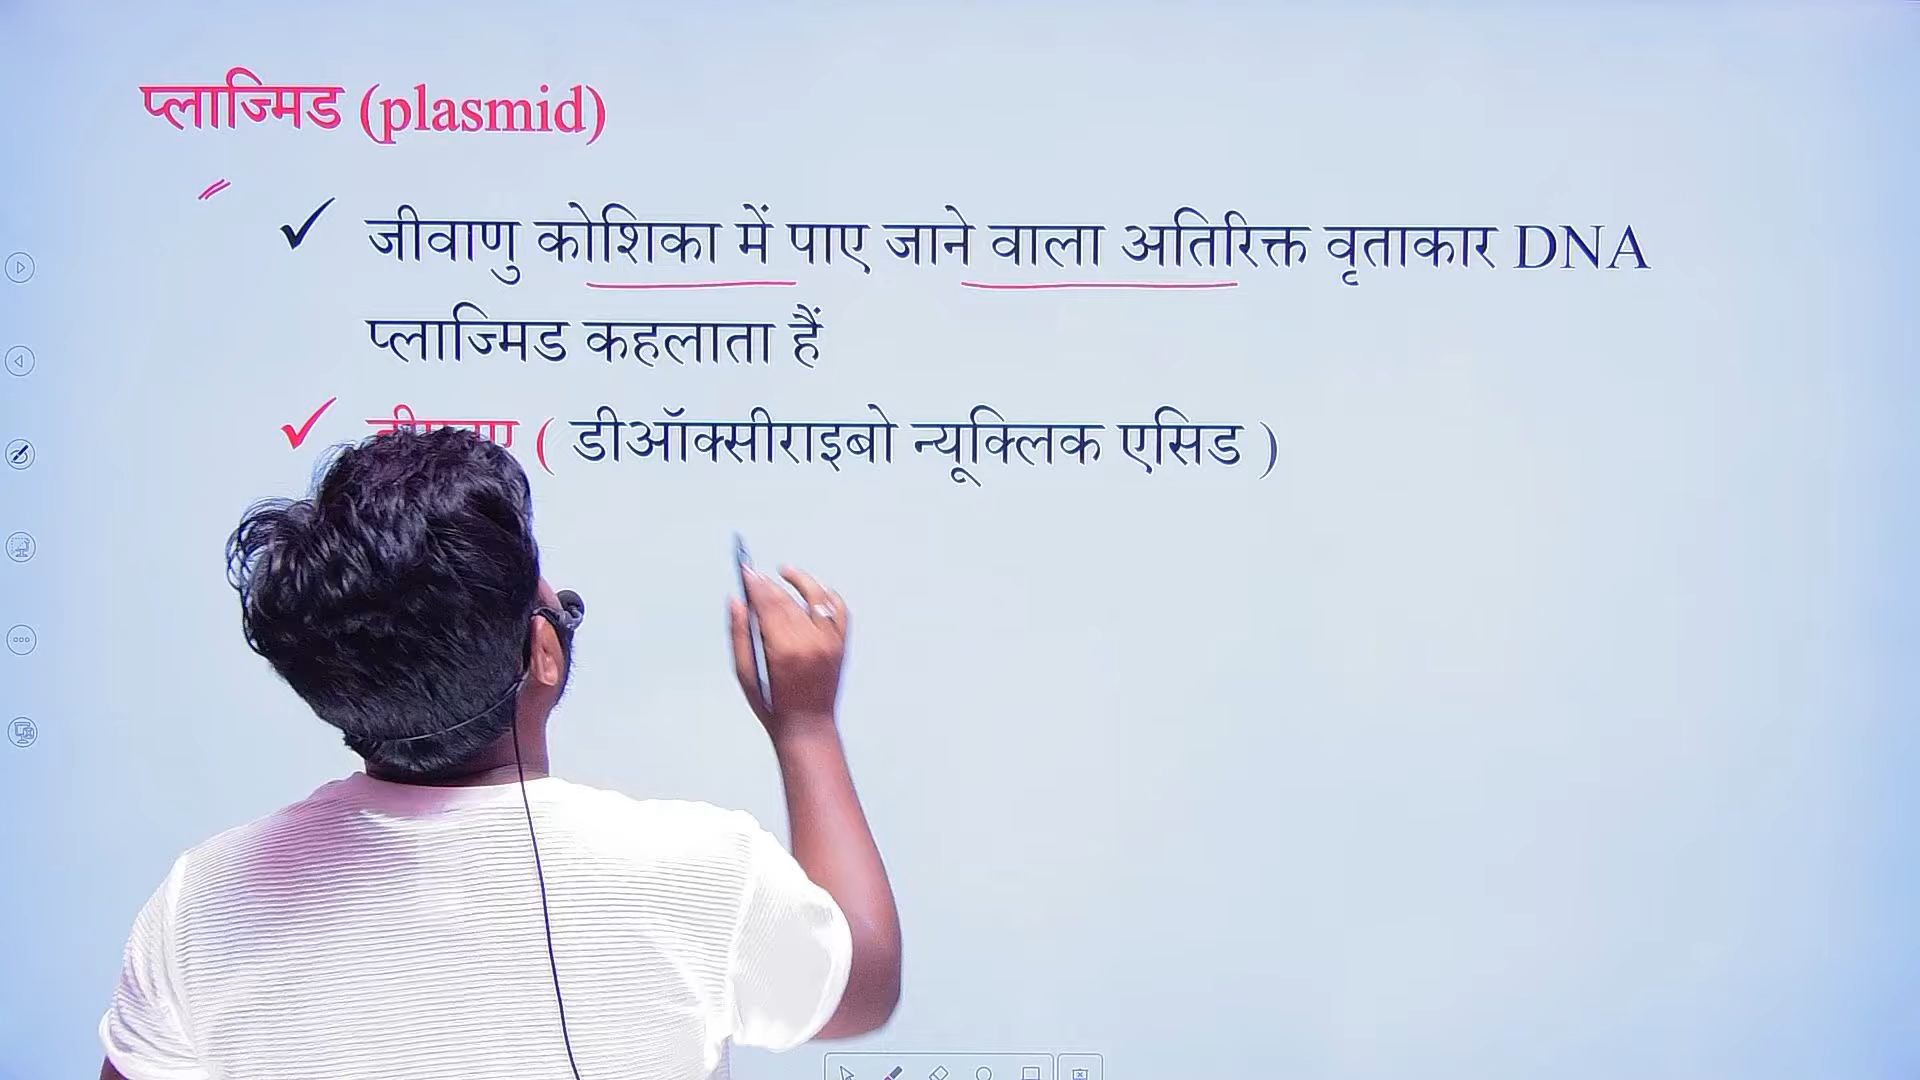 प्लाज्मिड (plasmid)
✓ जीवाणु कोशिका में पाए जाने वाला अतिरिक्त वृताकार DNA
प्लाज्मिड कहलाता हैं
✓ ( डीऑक्सीराइबो न्यूक्लिक एसिड )